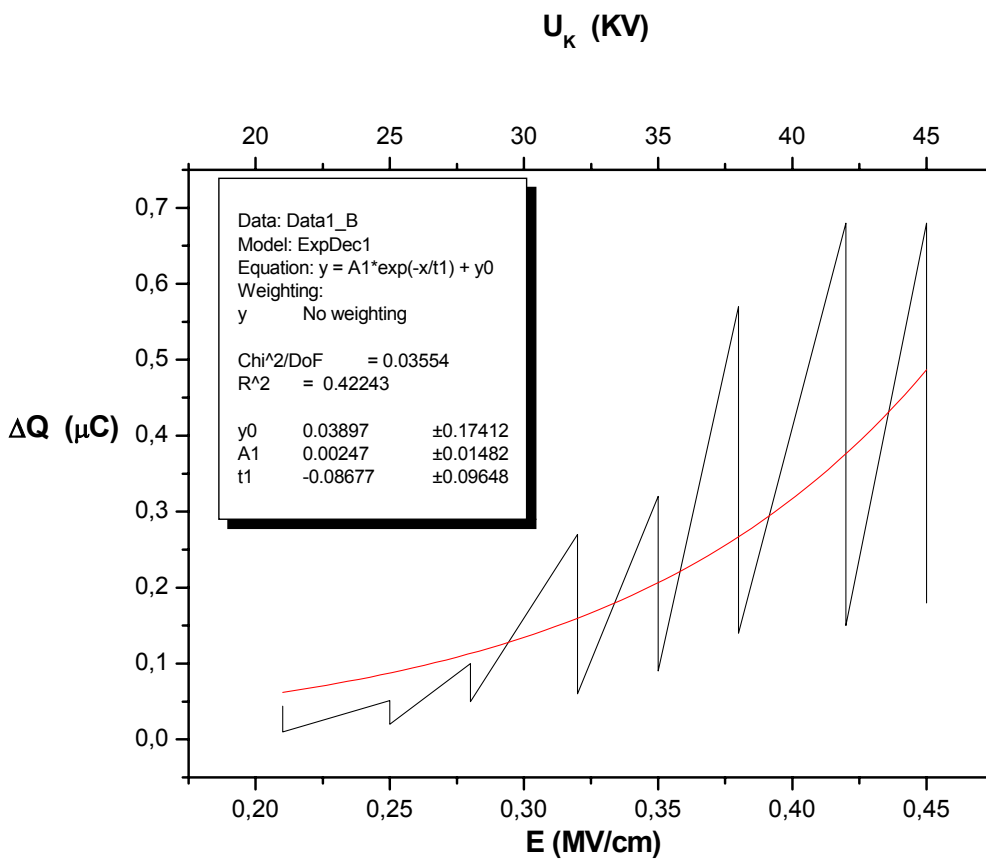 U_K (KV)
20 25 30 35 40 45
Data: Data1_B
Model: ExpDec1
Equation: y = A1*exp(-x/t1) + y0
Weighting:
y No weighting
Chi^2/DoF = 0.03554
R^2 = 0.42243
y0 0.03897 ±0.17412
A1 0.00247 ±0.01482
t1 -0.08677 ±0.09648
0,7
0,6
0,5
0,4
ΔQ (μC)
0,3
0,2
0,1
0,0
0,20 0,25 0,30 0,35 0,40 0,45
E (MV/cm)